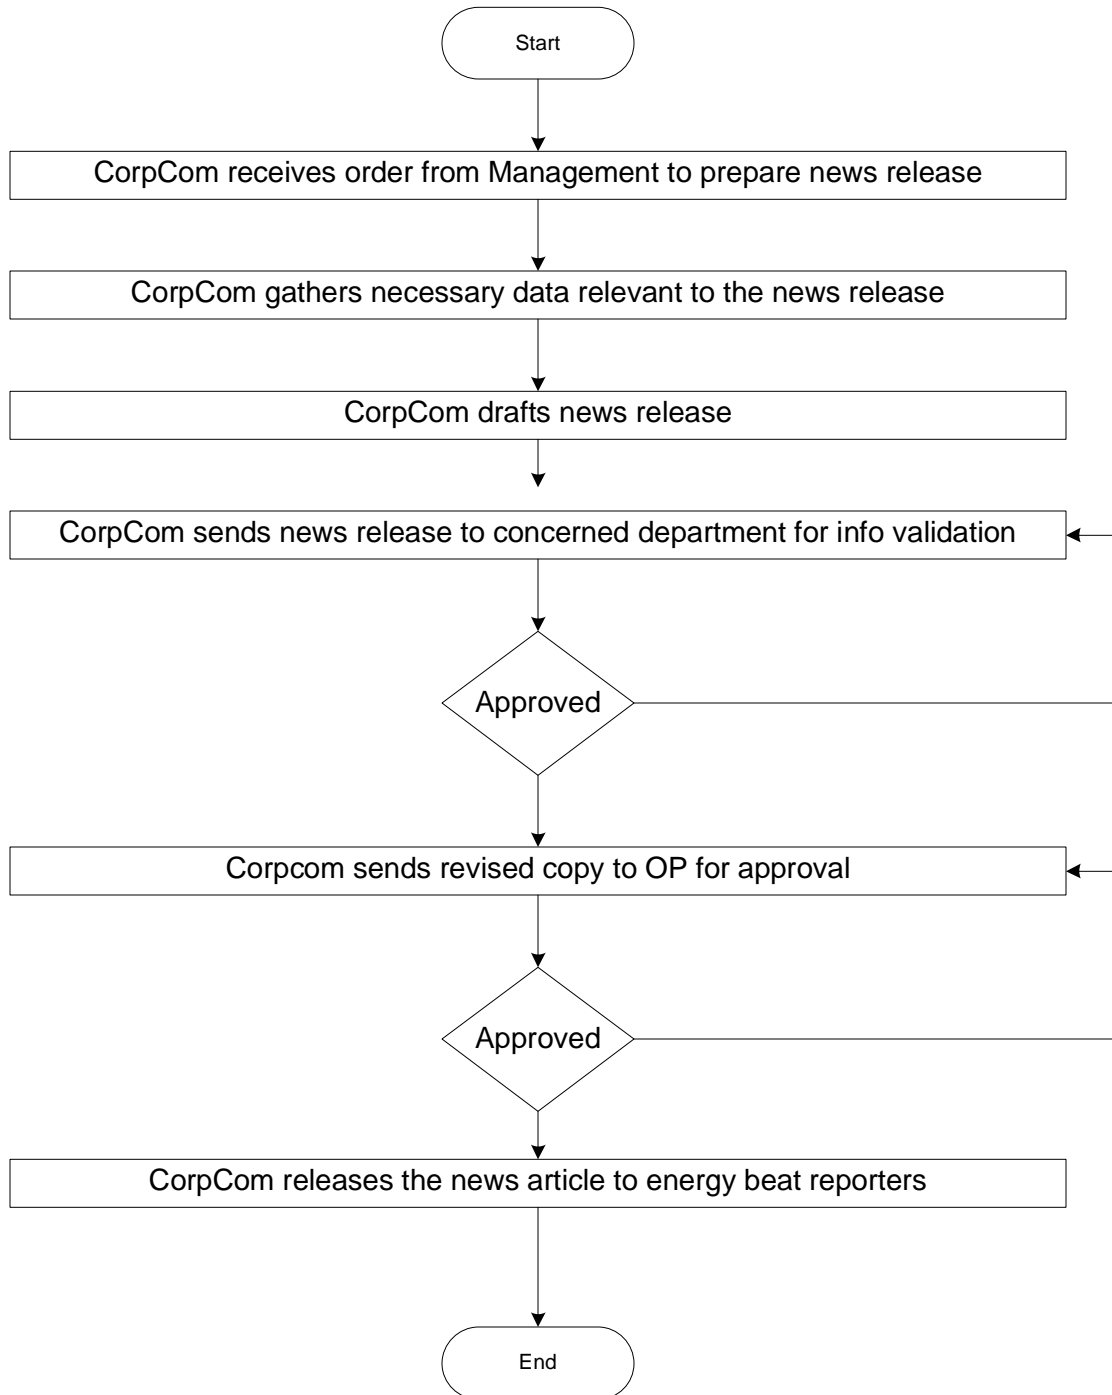 Start
CorpCom receives order from Management to prepare news release
CorpCom gathers necessary data relevant to the news release
CorpCom drafts news release
CorpCom sends news release to concerned department for info validation
Approved
Corpcom sends revised copy to OP for approval
Approved
CorpCom releases the news article to energy beat reporters
End